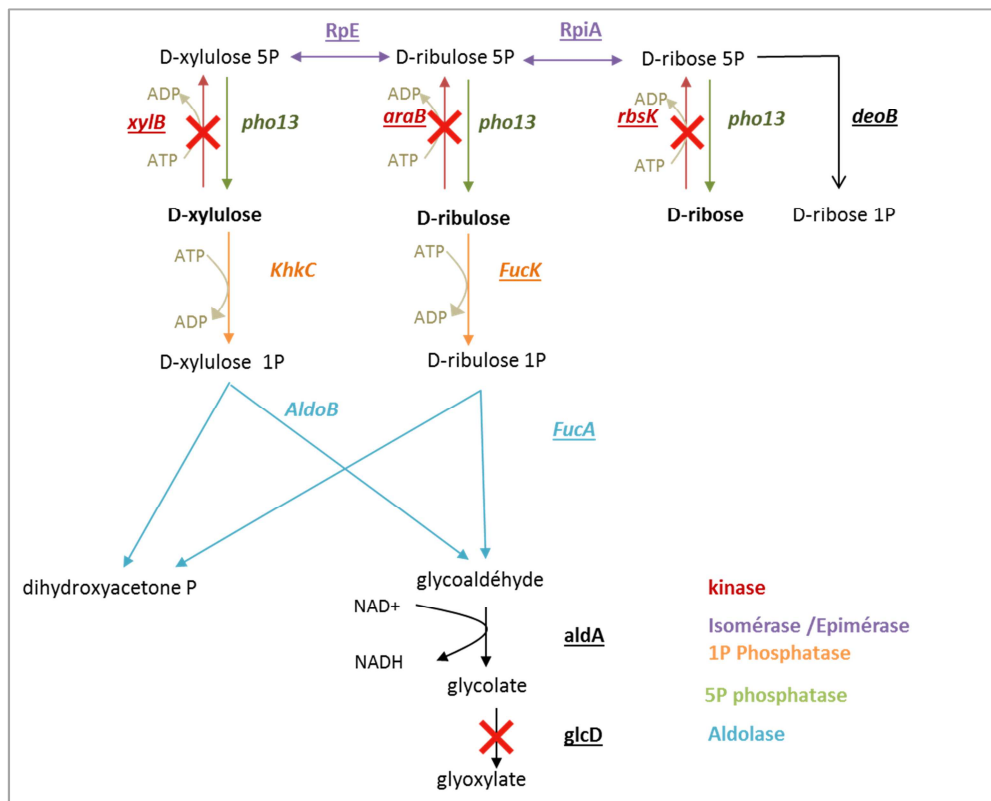 RpE
RpiA
D-xylulose 5P
D-ribulose 5P
D-ribose 5P
ADP
xylB
ATP
pho13
ADP
araB
ATP
pho13
ADP
rbsK
ATP
pho13
deoB
D-xylulose
D-ribulose
D-ribose
D-ribose 1P
ATP
KhkC
ADP
ATP
FucK
ADP
D-xylulose 1P
D-ribulose 1P
AldoB
FucA
dihydroxyacetone P
glycoaldéhyde
NAD+
aldA
NADH
glycolate
glcD
glyoxylate
kinase
Isomérase /Epimérase
1P Phosphatase
5P phosphatase
Aldolase